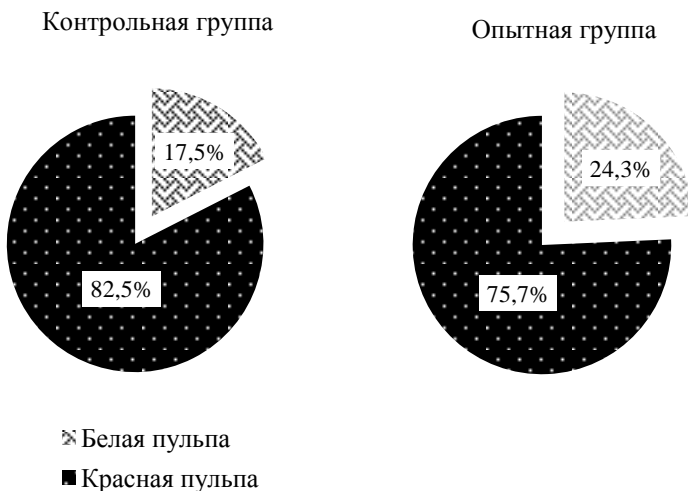 Контрольная группа
Опытная группа
17,5%
82,5%
24,3%
75,7%
Белая пульпа
Красная пульпа